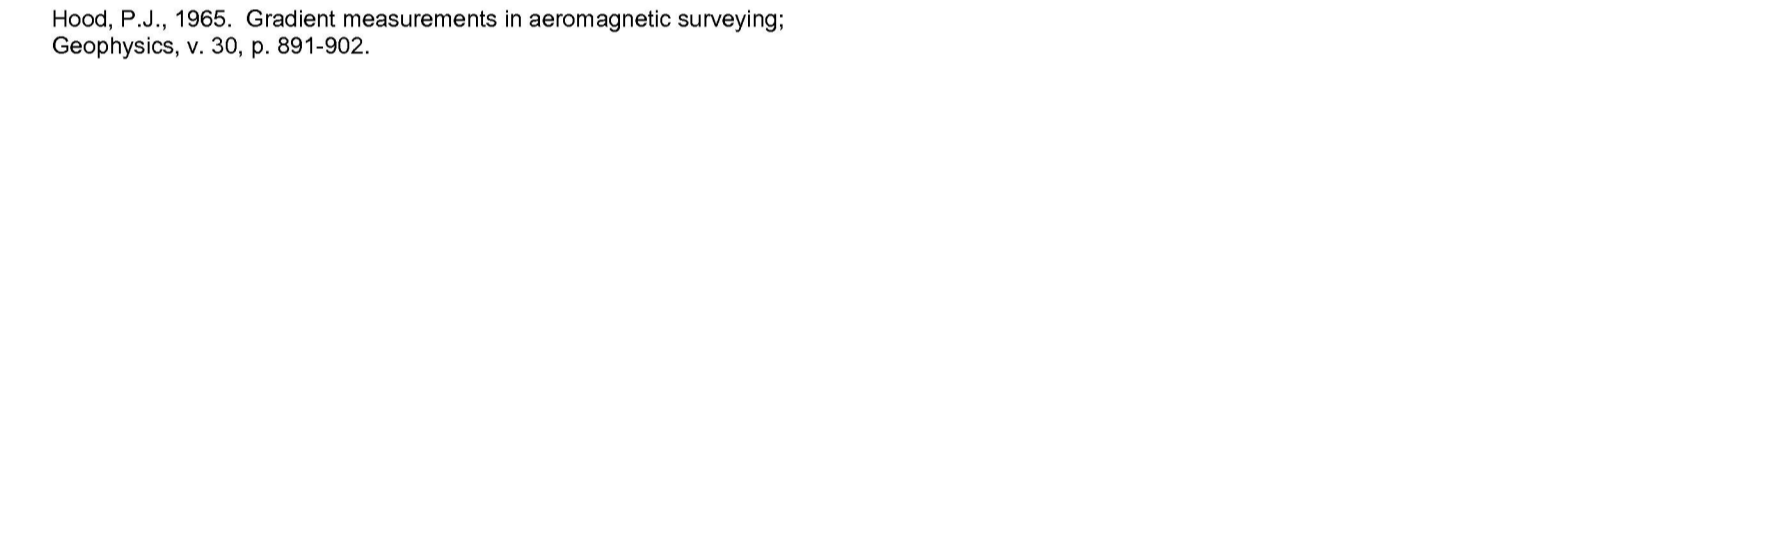 Hood, P.J., 1965.  Gradient measurements in aeromagnetic surveying;
Geophysics, v. 30, p. 891-902.